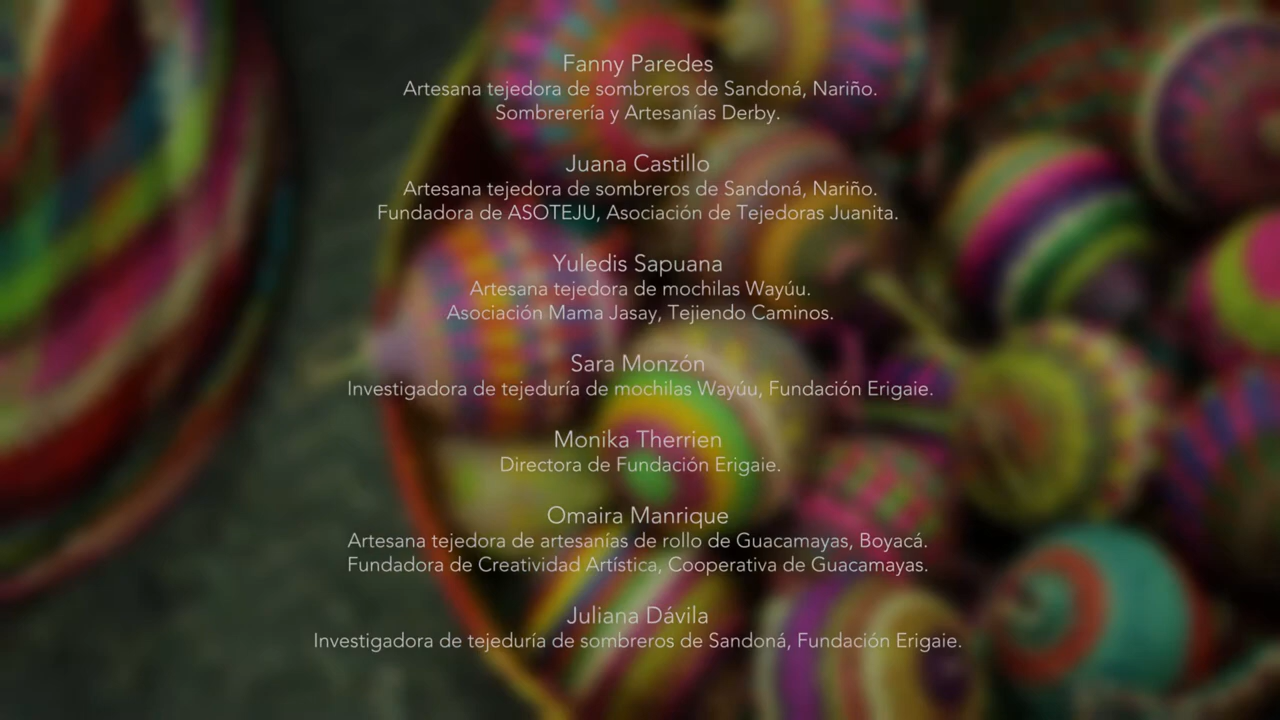 Fanny Paredes
Artesana tejedora de sombreros de Sandoná, Nariño.
Sombrerería y Artesanías Derby.
Juana Castillo
Artesana tejedora de sombreros de Sandoná, Nariño.
Fundadora de ASOTEJU, Asociación de Tejedoras Juanita.
Yuledis Sapuana
Artesana tejedora de mochilas Wayúu.
Asociación Mama Jasay, Tejiendo Caminos.
Sara Monzón
Investigadora de tejeduría de mochilas Wayúu, Fundación Erigaie.
Monika Therrien
Directora de Fundación Erigaie.
Omaira Manrique
Artesana tejedora de artesanías de rollo de Guacamayas, Boyacá.
Fundadora de Creatividad Artística, Cooperativa de Guacamayas.
Juliana Dávila
Investigadora de tejeduría de sombreros de Sandoná, Fundación Erigaie.